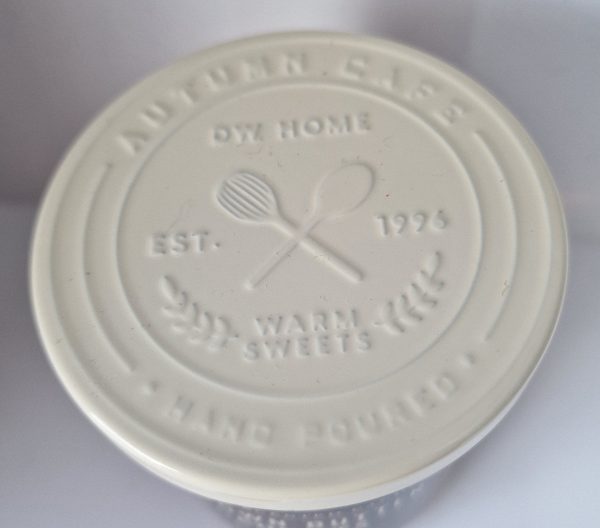 AUTUMN CAFE
DW HOME
EST. 1996
WARM
SWEETS
• HAND POURED •